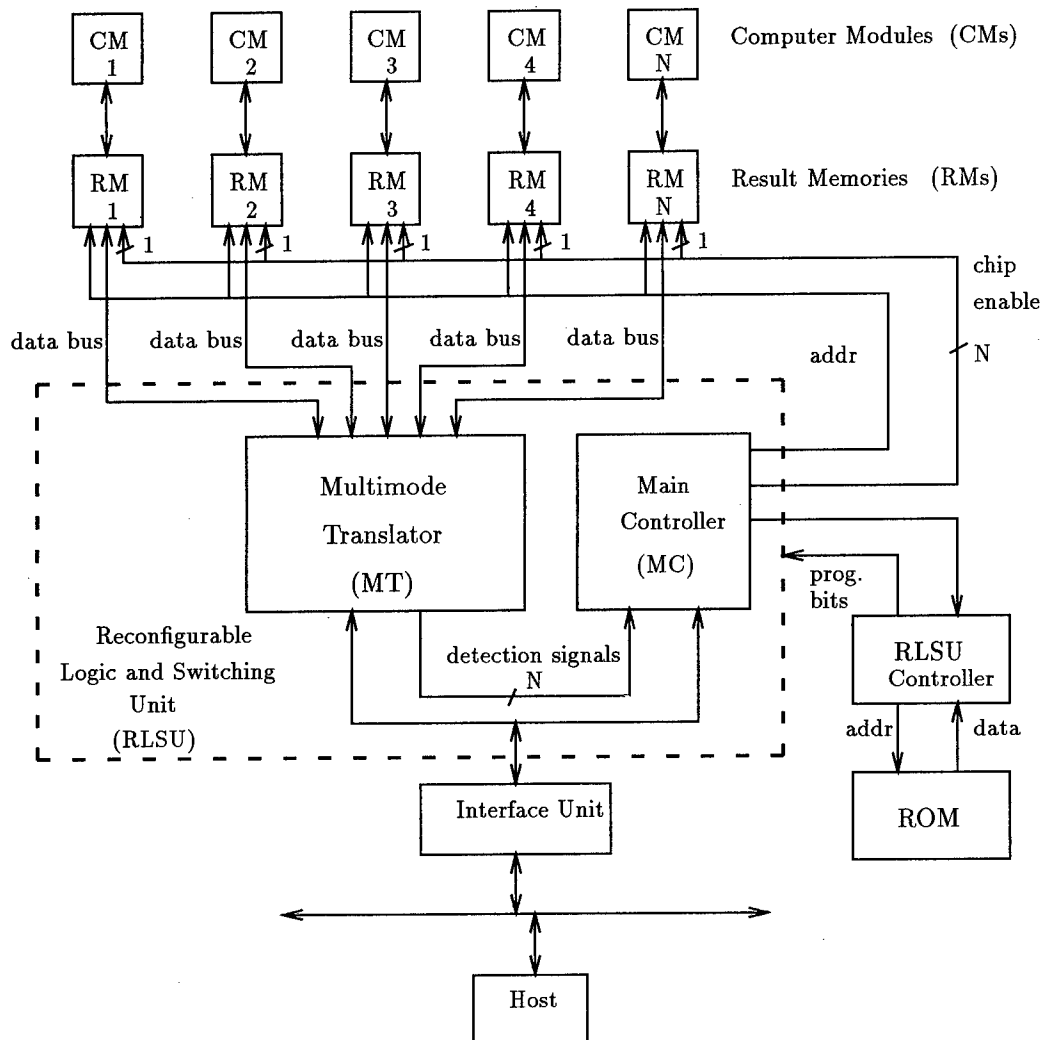 CM 1
CM 2
CM 3
CM 4
CM N
Computer Modules (CMs)
RM 1
RM 2
RM 3
RM 4
RM N
Result Memories (RMs)
1
1
1
1
1
chip
enable
data bus
data bus
data bus
data bus
data bus
addr
N
Multimode
Translator
(MT)
Main
Controller
(MC)
prog.
bits
Reconfigurable
Logic and Switching
Unit
(RLSU)
detection signals
N
RLSU
Controller
addr
data
Interface Unit
ROM
Host